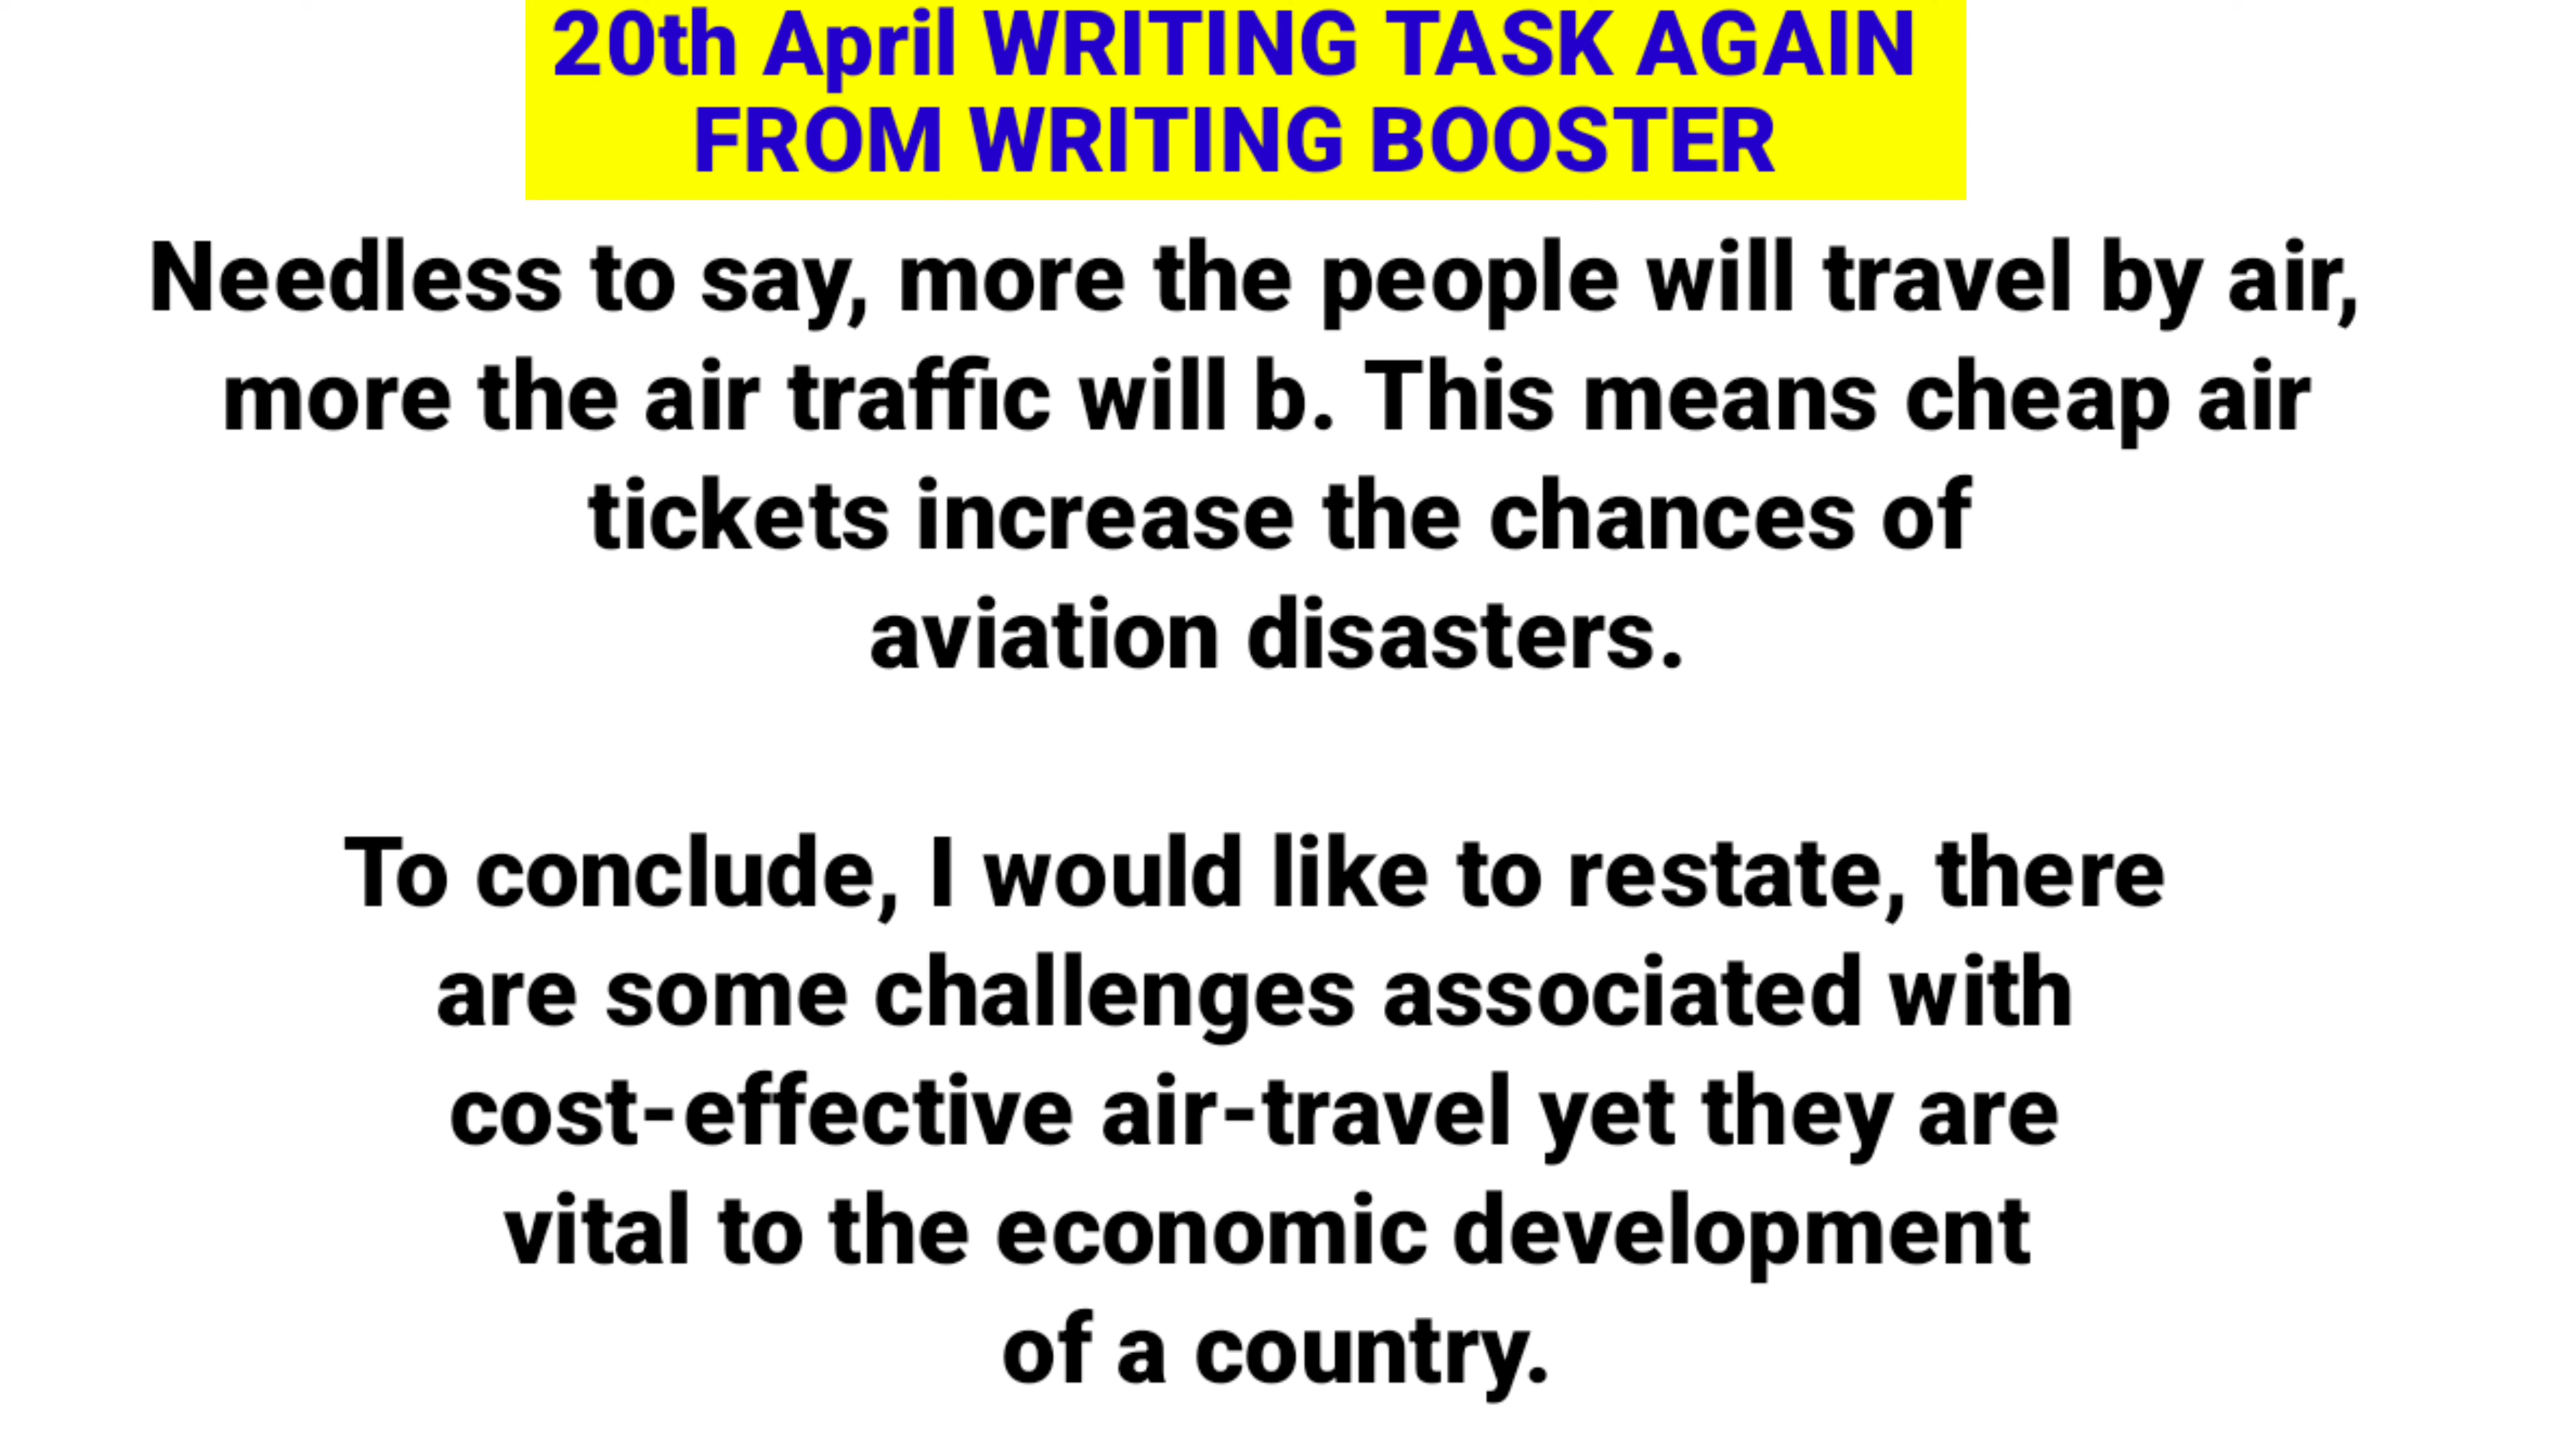 20th April WRITING TASK AGAIN
FROM WRITING BOOSTER
Needless to say, more the people will travel by air,
more the air traffic will b. This means cheap air
tickets increase the chances of
aviation disasters.
To conclude, I would like to restate, there
are some challenges associated with
cost-effective air-travel yet they are
vital to the economic development
of a country.